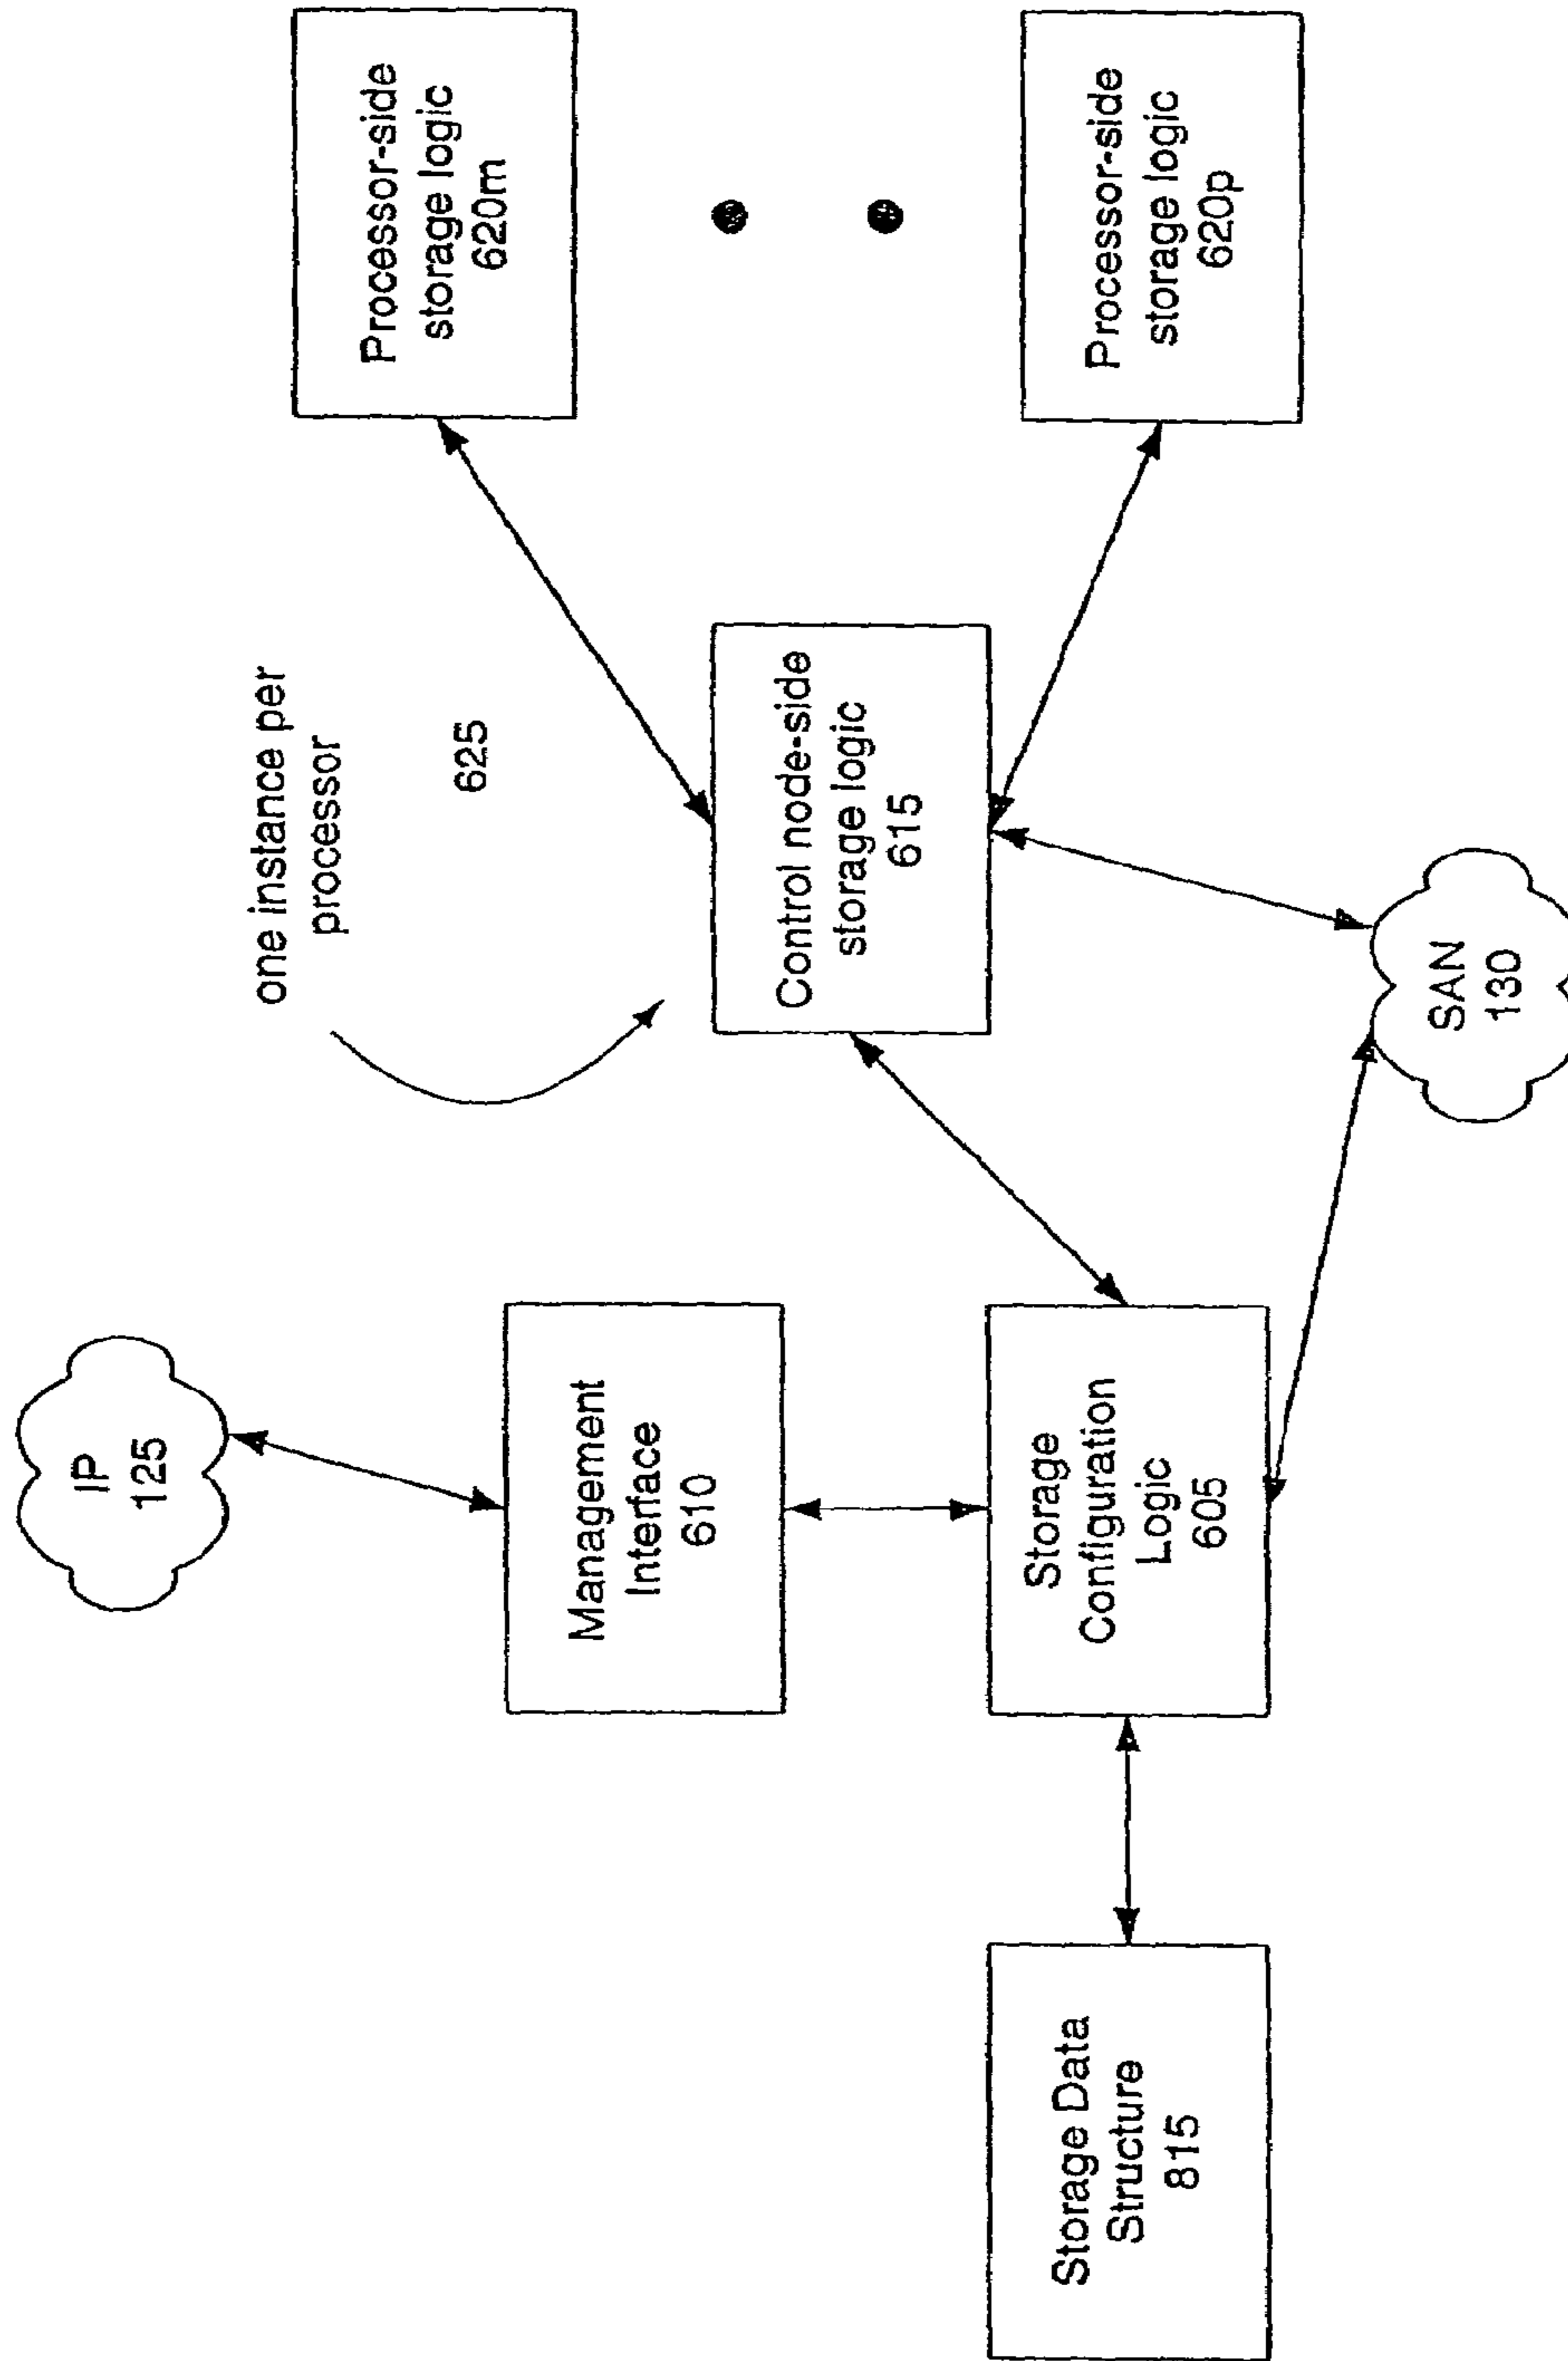 IP
125
Management
Interface
610
one instance per
processor
625
Processor-side
storage logic
620m
Control node-side
storage logic
615
Storage Data
Structure
815
Storage
Configuration
Logic
605
SAN
130
Processor-side
storage logic
620p